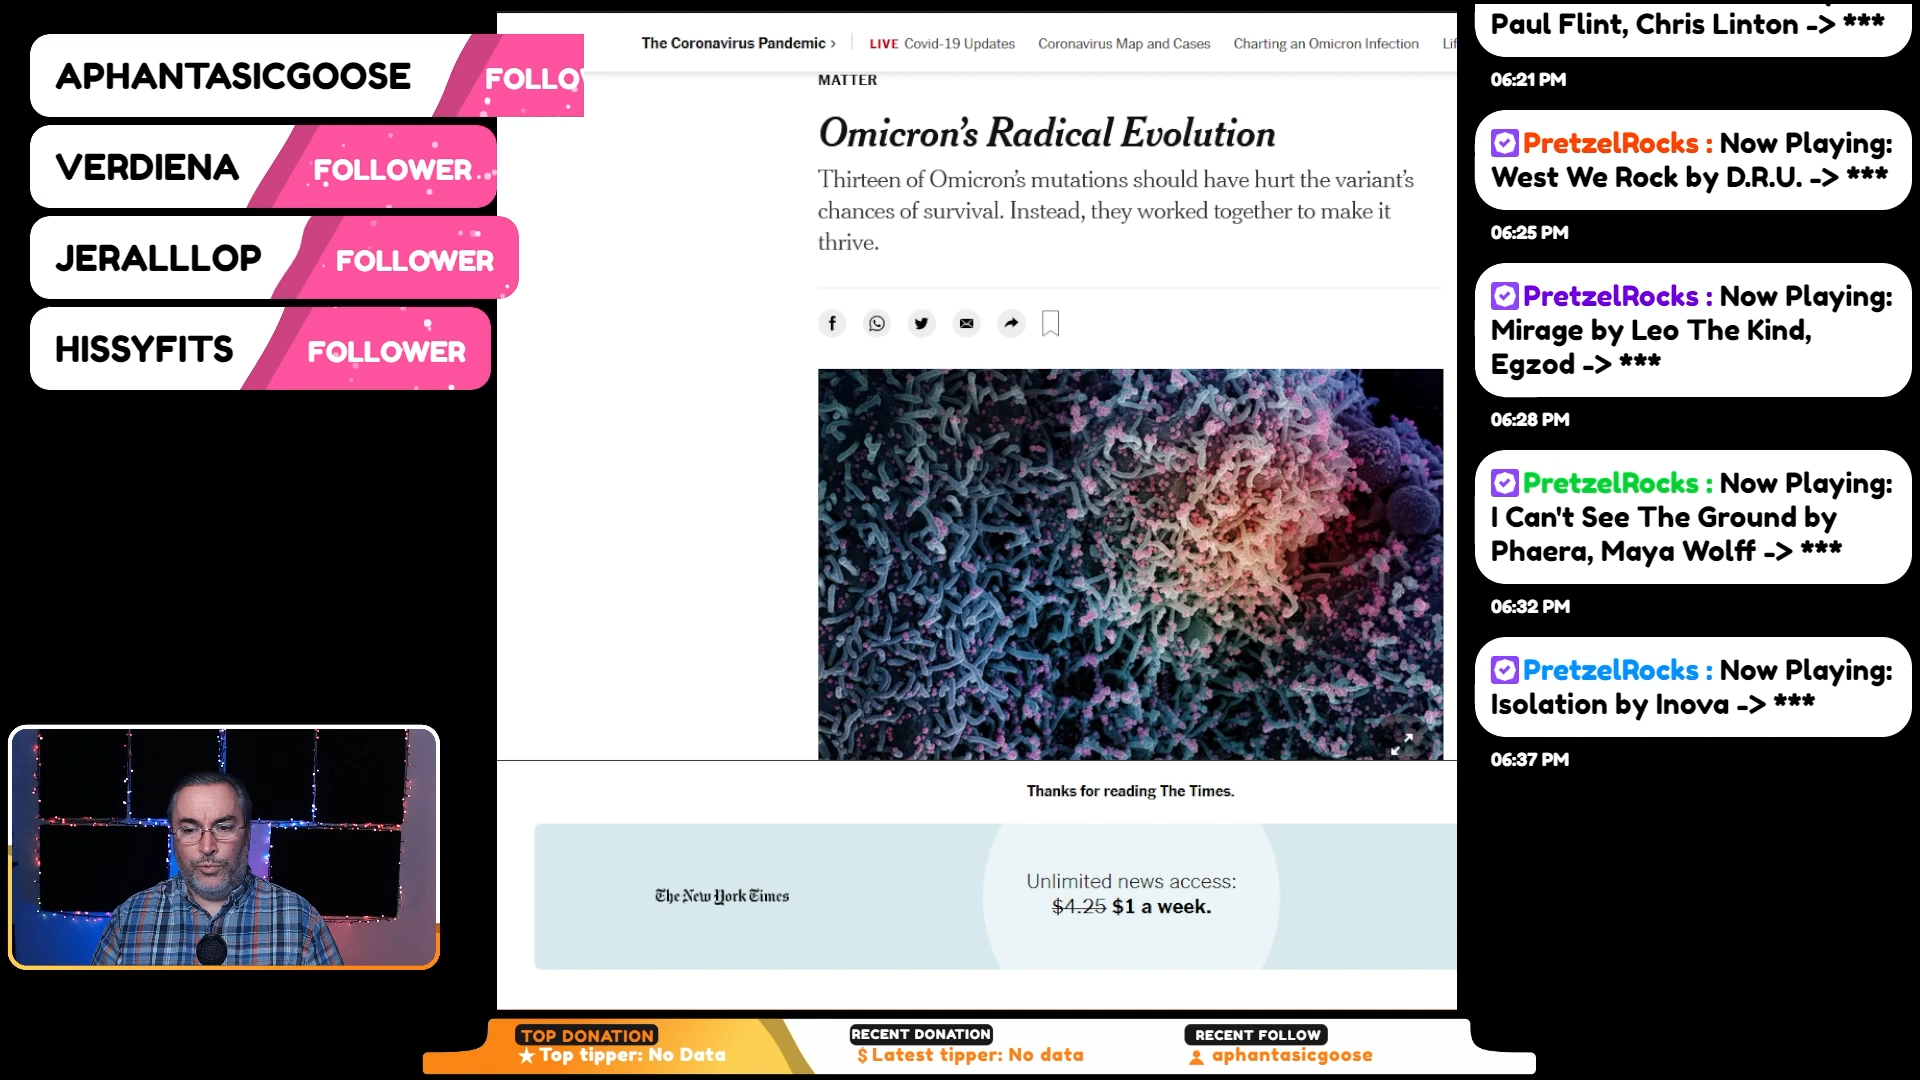 APHANTASICGOOSE
FOLLO
VERDIENA
FOLLOWER
JERALLLOP
FOLLOWER
HISSYFITS
FOLLOWER
The Coronavirus Pandemic ›
LIVE Covid-19 Updates
Coronavirus Map and Cases
Charting an Omicron Infection
MATTER
Omicron's Radical Evolution
Thirteen of Omicron's mutations should have hurt the variant's
chances of survival. Instead, they worked together to make it
thrive.
Thanks for reading The Times.
The New York Times
Unlimited news access:
$4.25 $1 a week.
Paul Flint, Chris Linton -> ***
06:21 PM
PretzelRocks : Now Playing:
West We Rock by D.R.U. -> ***
06:25 PM
PretzelRocks : Now Playing:
Mirage by Leo The Kind,
Egzod -> ***
06:28 PM
PretzelRocks : Now Playing:
I Can't See The Ground by
Phaera, Maya Wolff -> ***
06:32 PM
PretzelRocks : Now Playing:
Isolation by Inova -> ***
06:37 PM
TOP DONATION
Top tipper: No Data
RECENT DONATION
$ Latest tipper: No data
RECENT FOLLOW
aphantasicgoose